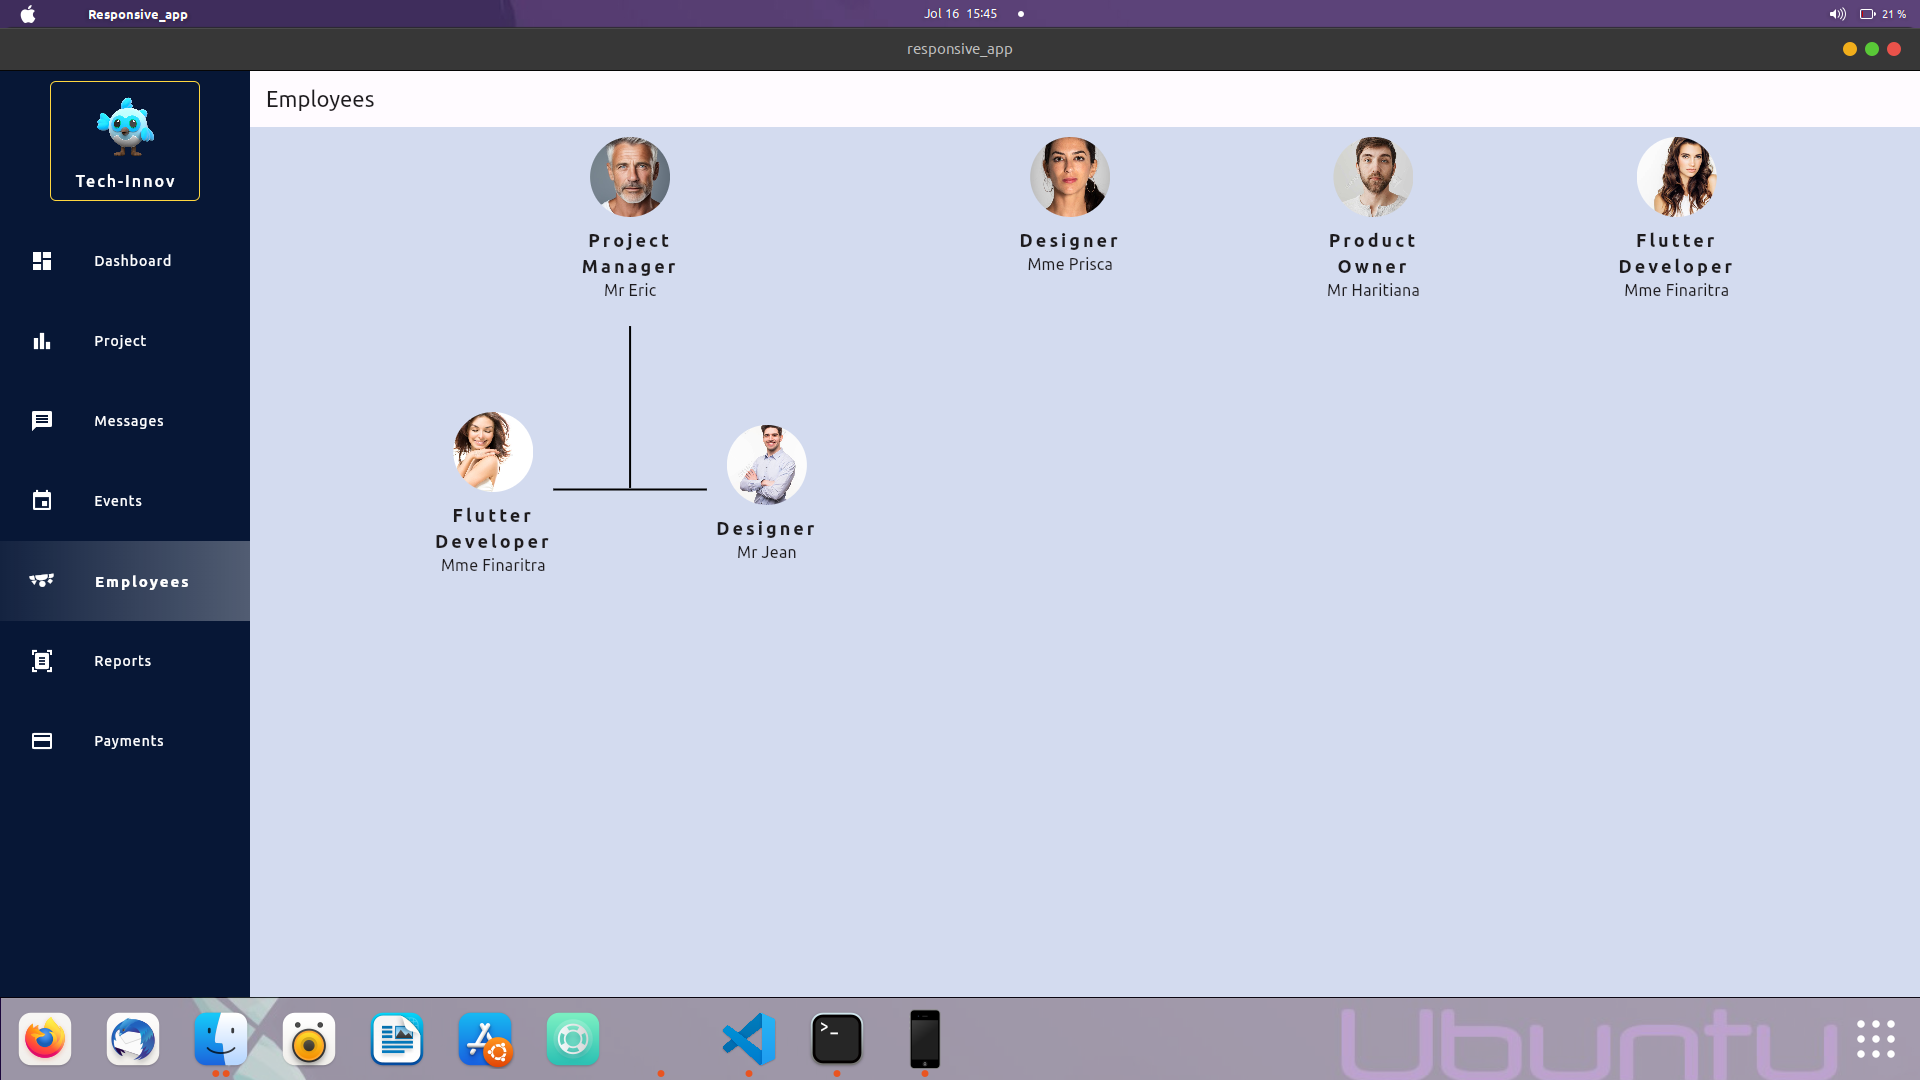 Responsive_app
Jol 16 15:45
21 %
responsive_app
Tech-Innov
Employees
Dashboard
Project
Messages
Events
Employees
Reports
Payments
Project
Manager
Mr Eric
Designer
Mme Prisca
Product
Owner
Mr Haritiana
Flutter
Developer
Mme Finaritra
Flutter
Developer
Mme Finaritra
Designer
Mr Jean
>_
Ubuntu